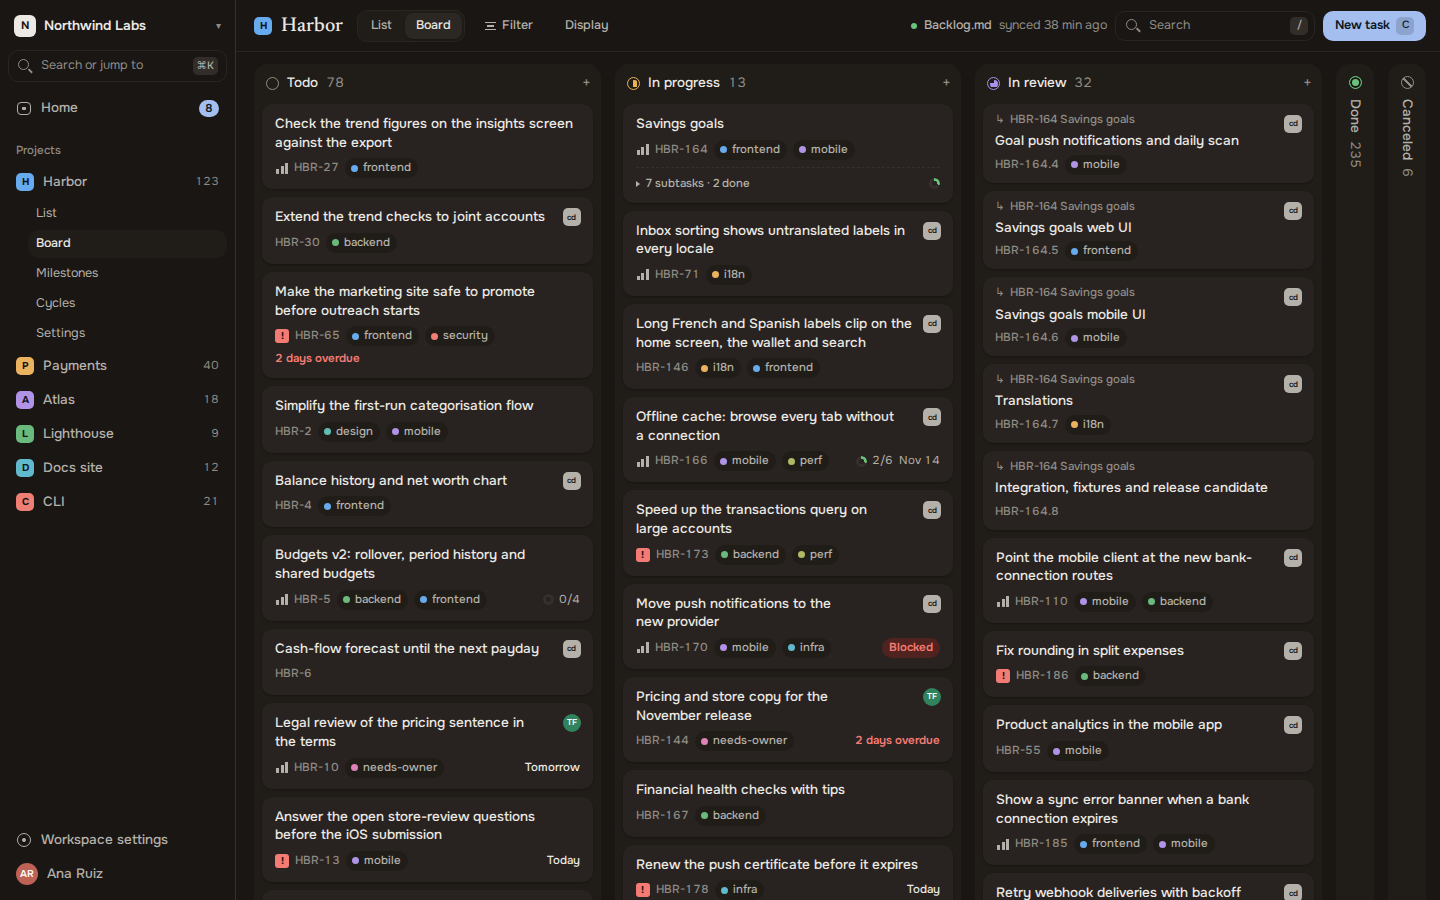 N Northwind Labs
Search or jump to ⌘K
Home 8
Projects
H Harbor 123
List
Board
Milestones
Cycles
Settings
P Payments 40
A Atlas 18
L Lighthouse 9
D Docs site 12
C CLI 21
Workspace settings
AR Ana Ruiz
H Harbor List Board Filter Display Backlog.md synced 38 min ago Search / New task C
Todo 78 +
Check the trend figures on the insights screen
against the export
HBR-27 frontend
Extend the trend checks to joint accounts cd
HBR-30 backend
Make the marketing site safe to promote
before outreach starts
! HBR-65 frontend security
2 days overdue
Simplify the first-run categorisation flow
HBR-2 design mobile
Balance history and net worth chart cd
HBR-4 frontend
Budgets v2: rollover, period history and
shared budgets
HBR-5 backend frontend 0/4
Cash-flow forecast until the next payday cd
HBR-6
Legal review of the pricing sentence in TF
the terms
HBR-10 needs-owner Tomorrow
Answer the open store-review questions
before the iOS submission
! HBR-13 mobile Today
In progress 13 +
Savings goals
HBR-164 frontend mobile
7 subtasks · 2 done
Inbox sorting shows untranslated labels in cd
every locale
HBR-71 i18n
Long French and Spanish labels clip on the cd
home screen, the wallet and search
HBR-146 i18n frontend
Offline cache: browse every tab without cd
a connection
HBR-166 mobile perf 2/6 Nov 14
Speed up the transactions query on cd
large accounts
! HBR-173 backend perf
Move push notifications to the cd
new provider
HBR-170 mobile infra Blocked
Pricing and store copy for the TF
November release
HBR-144 needs-owner 2 days overdue
Financial health checks with tips
HBR-167 backend
Renew the push certificate before it expires
! HBR-178 infra Today
In review 32 +
↳ HBR-164 Savings goals cd
Goal push notifications and daily scan
HBR-164.4 mobile
↳ HBR-164 Savings goals cd
Savings goals web UI
HBR-164.5 frontend
↳ HBR-164 Savings goals cd
Savings goals mobile UI
HBR-164.6 mobile
↳ HBR-164 Savings goals cd
Translations
HBR-164.7 i18n
↳ HBR-164 Savings goals
Integration, fixtures and release candidate
HBR-164.8
Point the mobile client at the new bank- cd
connection routes
HBR-110 mobile backend
Fix rounding in split expenses cd
! HBR-186 backend
Product analytics in the mobile app cd
HBR-55 mobile
Show a sync error banner when a bank cd
connection expires
HBR-185 frontend mobile
Retry webhook deliveries with backoff cd
Done 235
Canceled 6